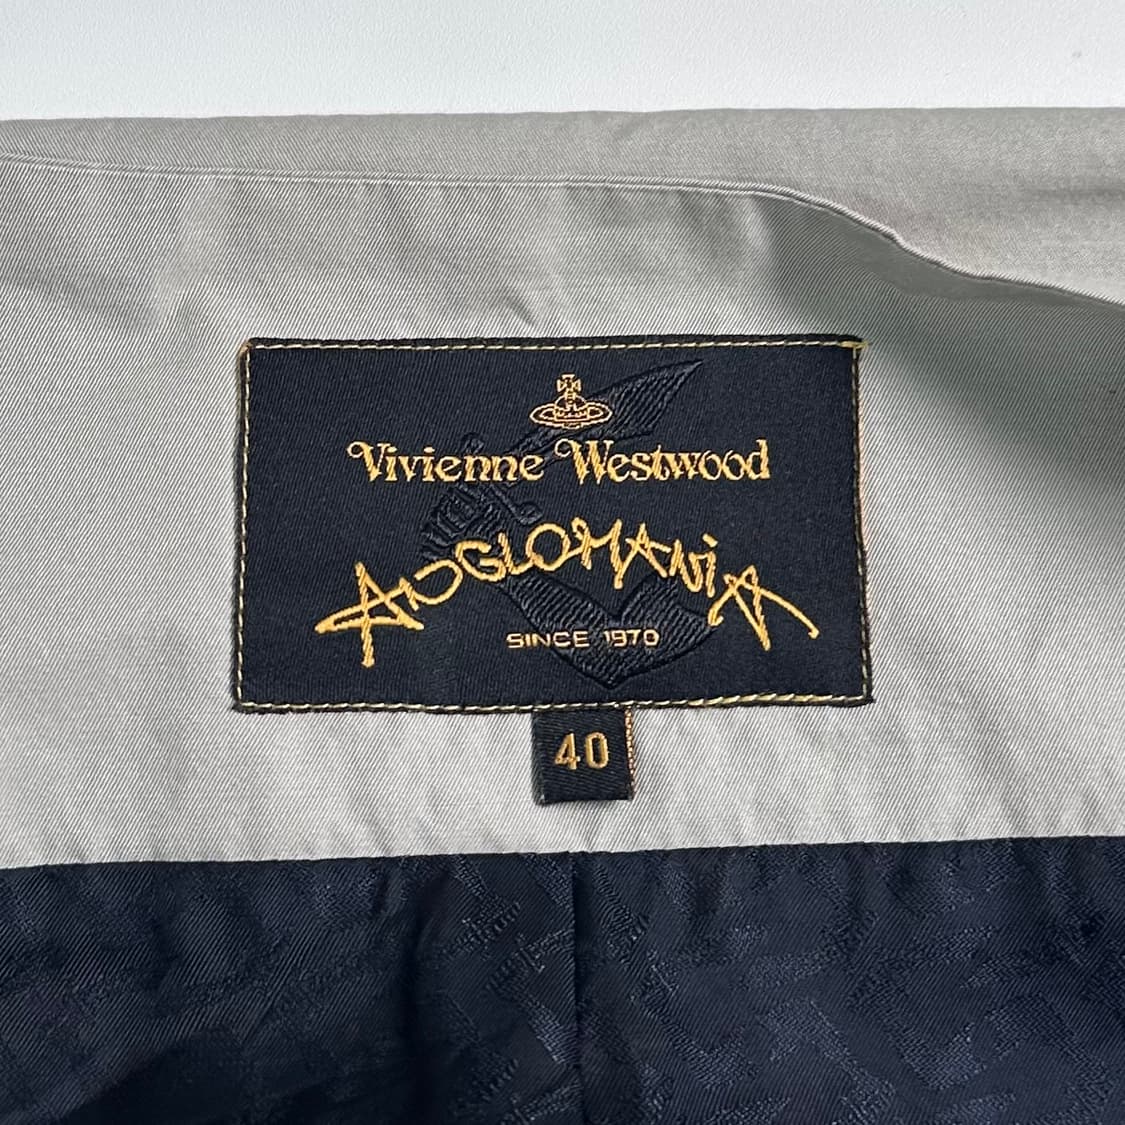 Vivienne Westwood
ANGLOMANIA
SINCE 1970
40